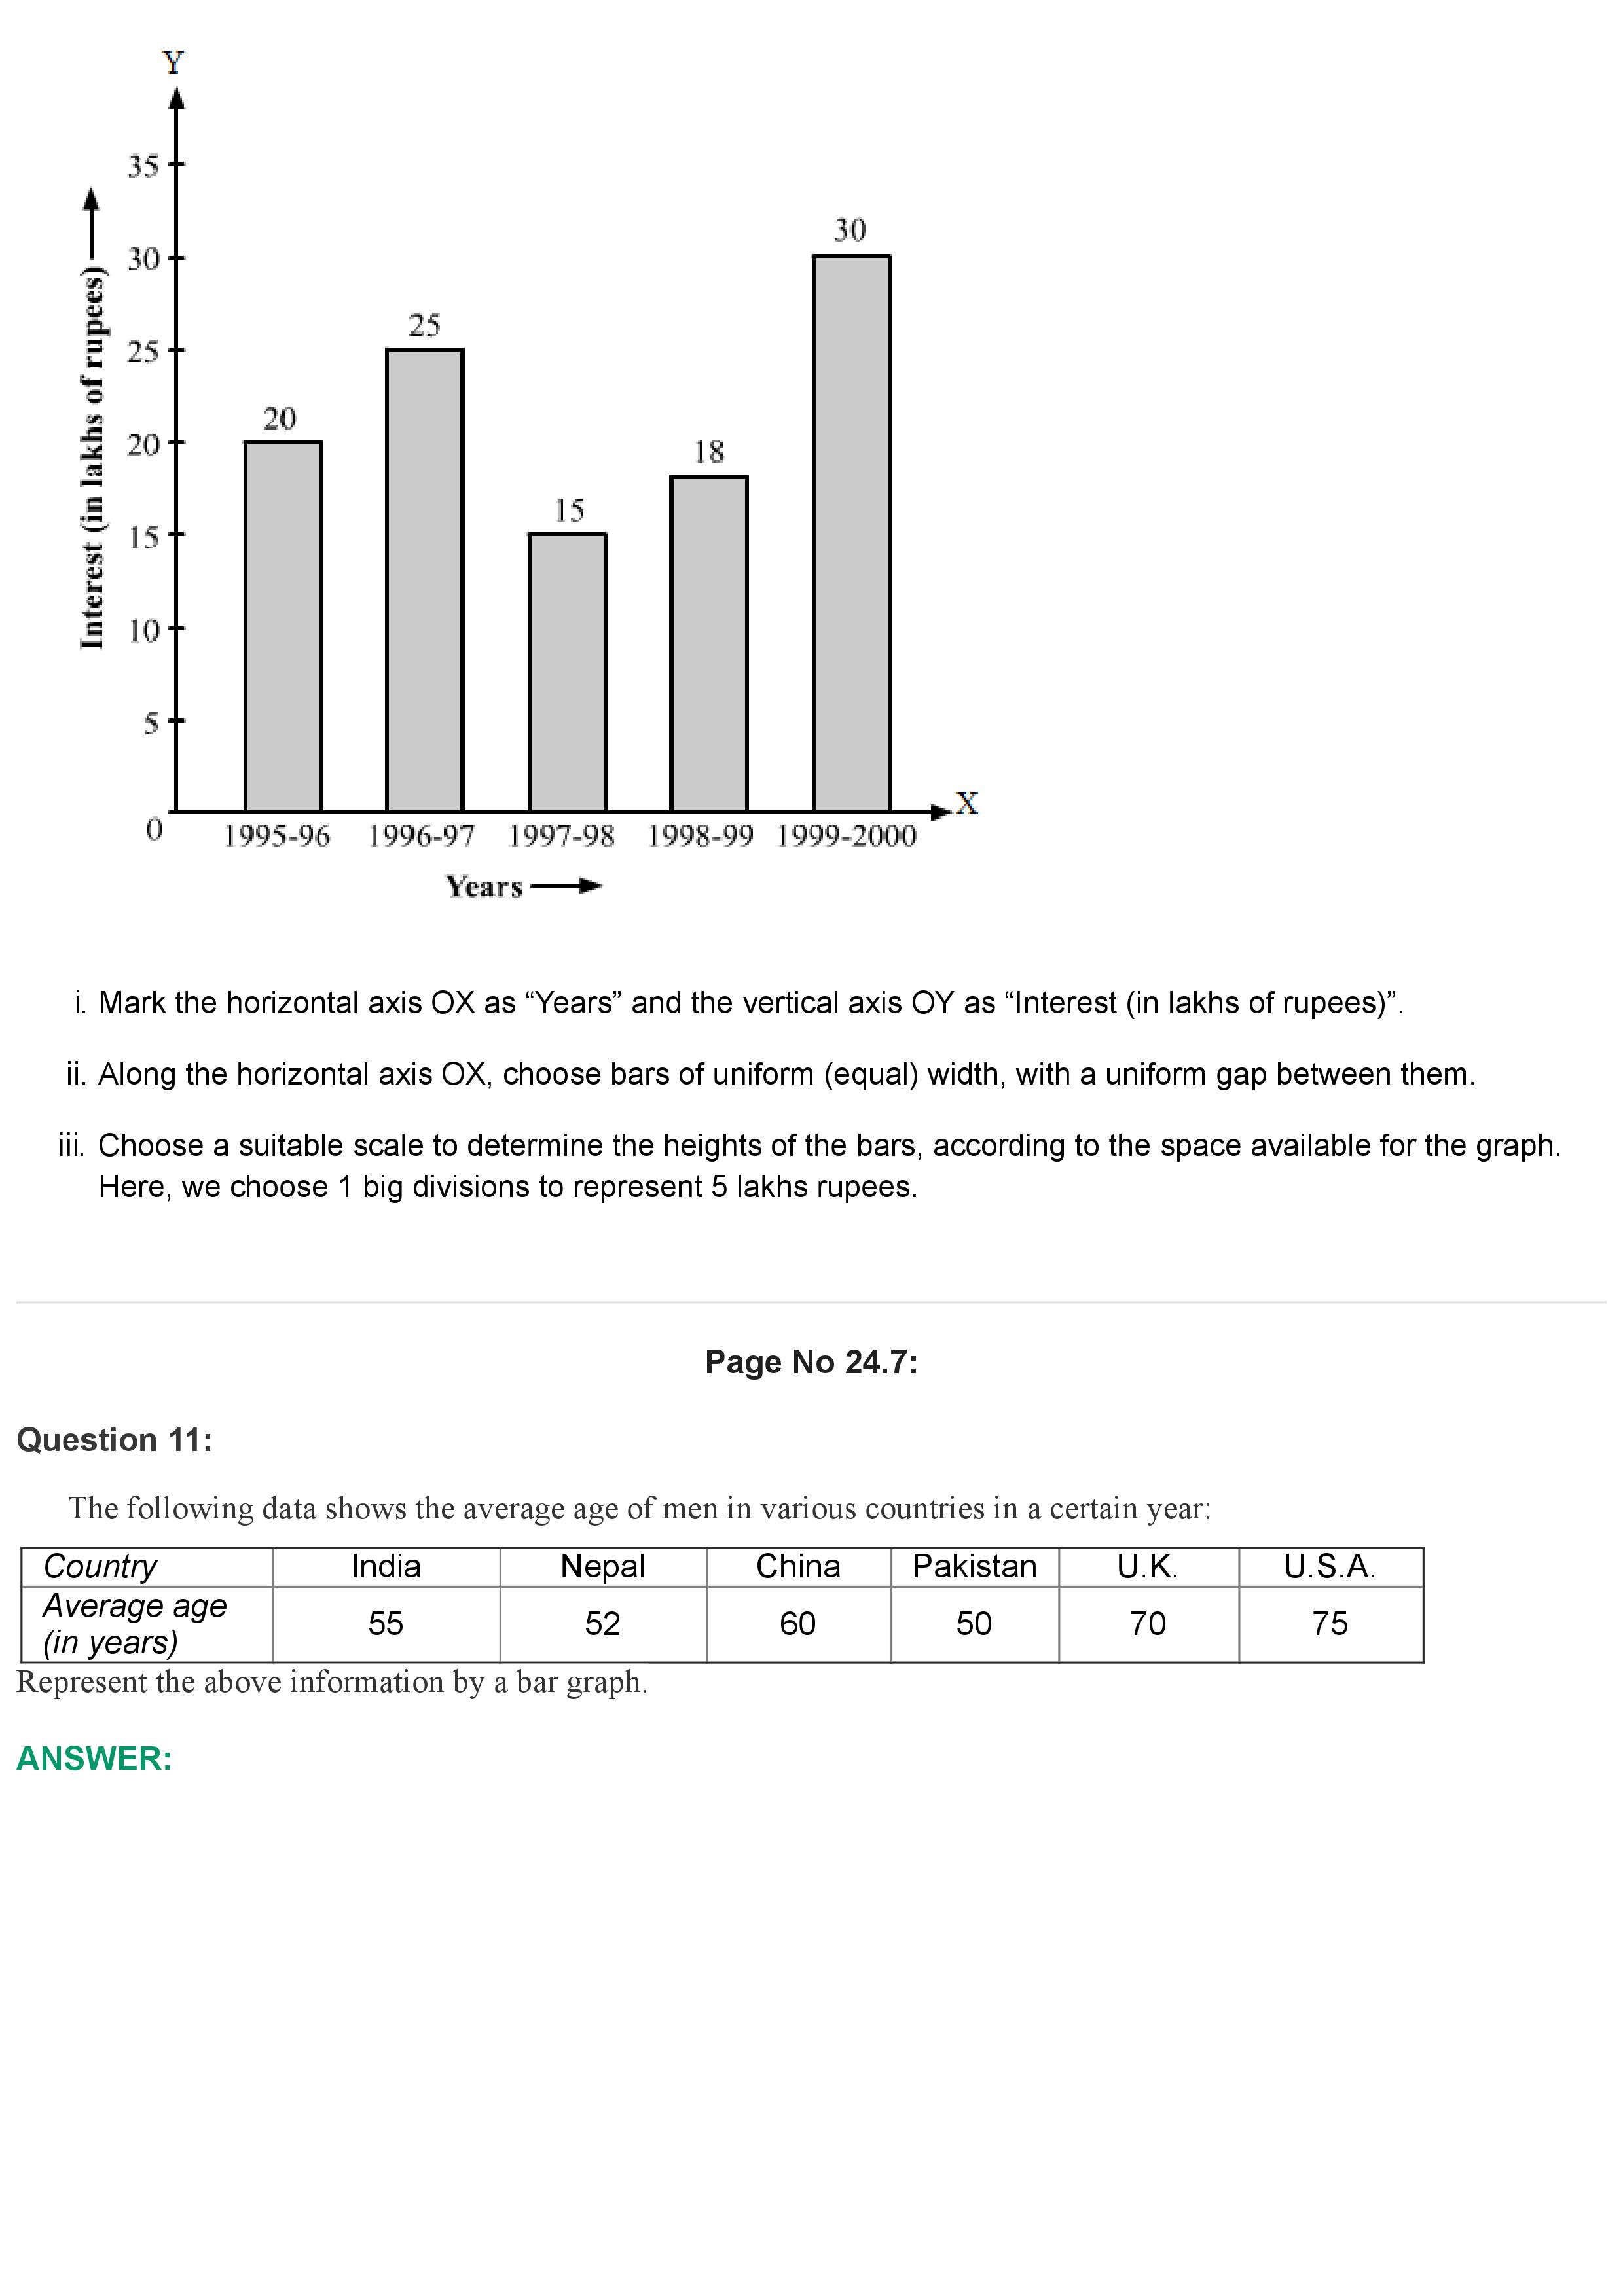 Y
35
30
25
20
15
10
5
0
Interest (in lakhs of rupees)
20
25
15
18
30
X
1995-96 1996-97 1997-98 1998-99 1999-2000
Years
i. Mark the horizontal axis OX as “Years” and the vertical axis OY as “Interest (in lakhs of rupees)”.
ii. Along the horizontal axis OX, choose bars of uniform (equal) width, with a uniform gap between them.
iii. Choose a suitable scale to determine the heights of the bars, according to the space available for the graph.
Here, we choose 1 big divisions to represent 5 lakhs rupees.
Page No 24.7:
Question 11:
The following data shows the average age of men in various countries in a certain year:
Country India Nepal China Pakistan U.K. U.S.A.
Average age
(in years) 55 52 60 50 70 75
Represent the above information by a bar graph.
ANSWER: